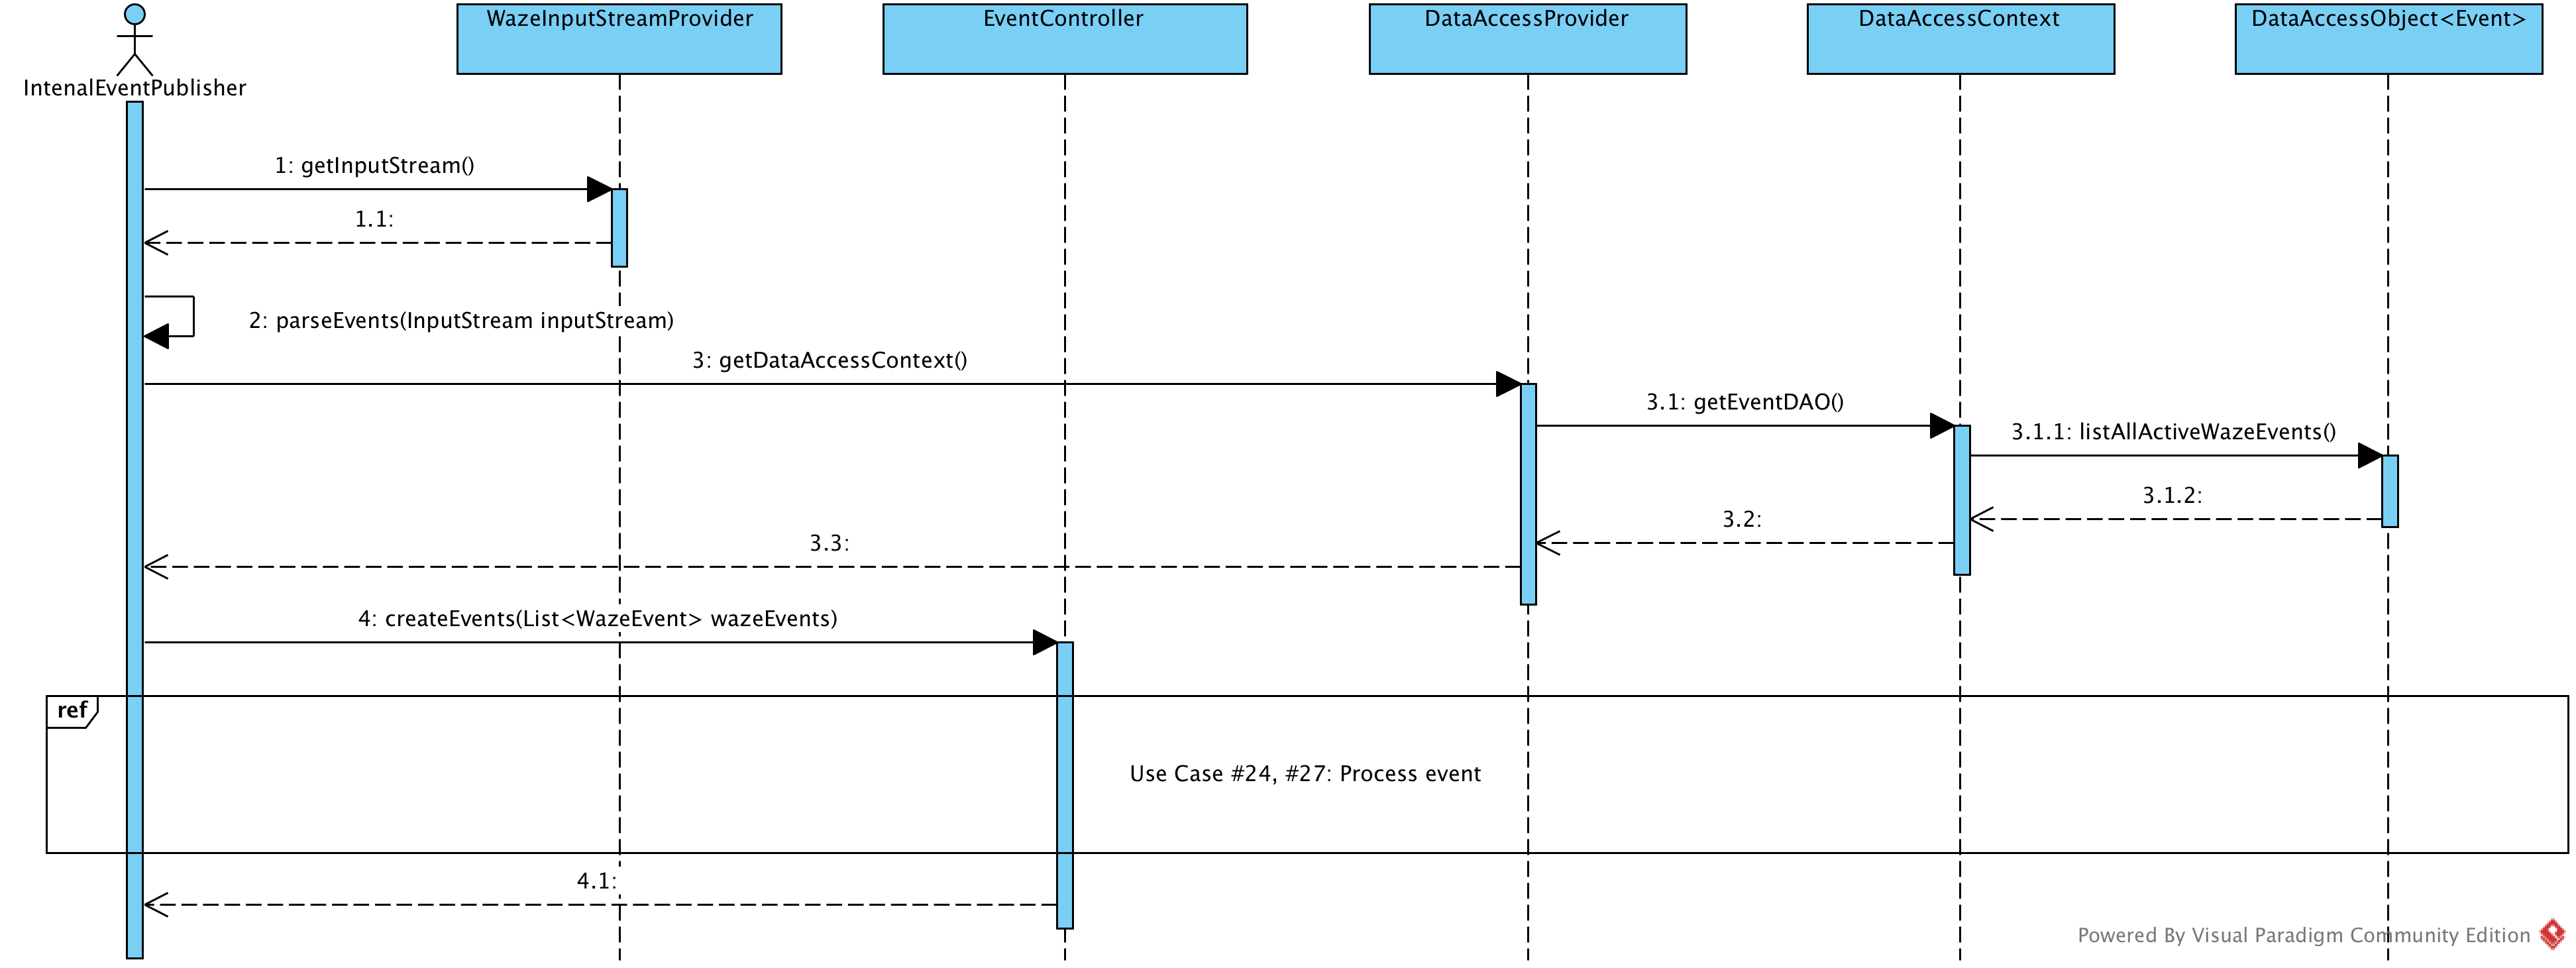 WazeInputStreamProvider
EventController
DataAccessProvider
DataAccessContext
DataAccessObject<Event>
IntenalEventPublisher
1: getInputStream()
1.1:
2: parseEvents(InputStream inputStream)
3: getDataAccessContext()
3.1: getEventDAO()
3.1.1: listAllActiveWazeEvents()
3.1.2:
3.2:
3.3:
4: createEvents(List<WazeEvent> wazeEvents)
ref
Use Case #24, #27: Process event
4.1:
Powered By Visual Paradigm Community Edition